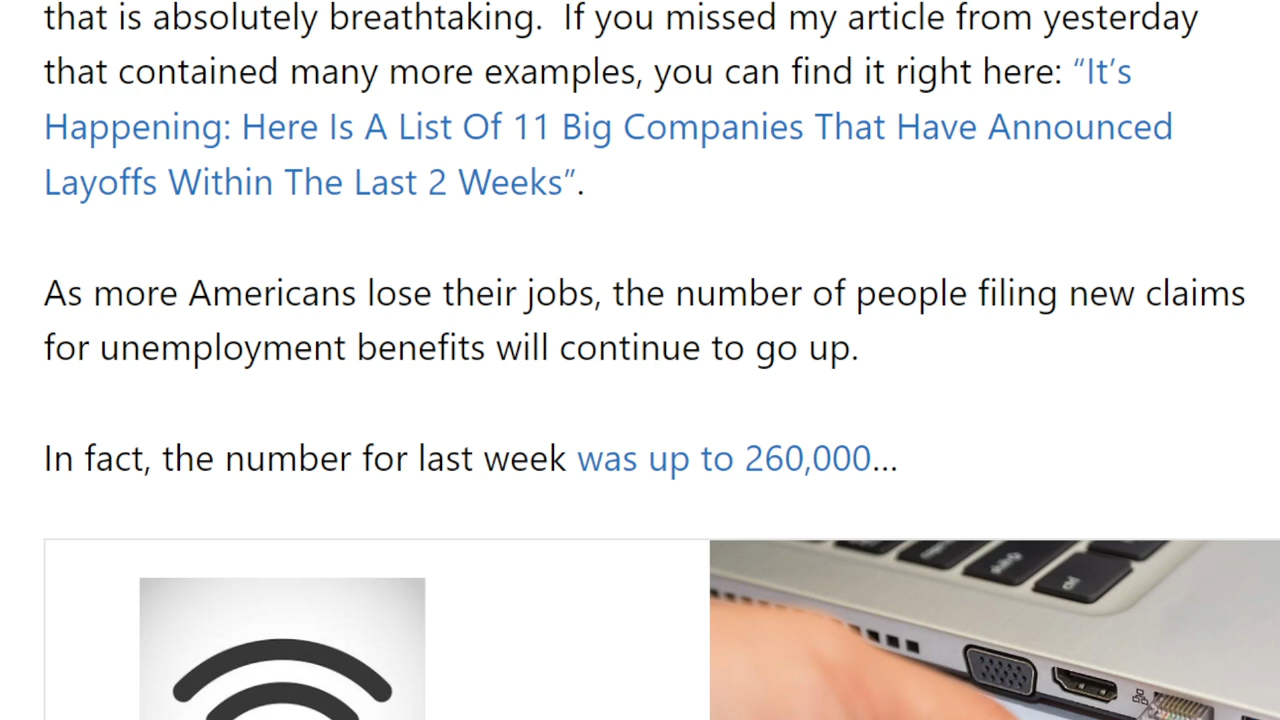 that is absolutely breathtaking.  If you missed my article from yesterday
that contained many more examples, you can find it right here: “It’s
Happening: Here Is A List Of 11 Big Companies That Have Announced
Layoffs Within The Last 2 Weeks”.
As more Americans lose their jobs, the number of people filing new claims
for unemployment benefits will continue to go up.
In fact, the number for last week was up to 260,000…
shift
ctrl